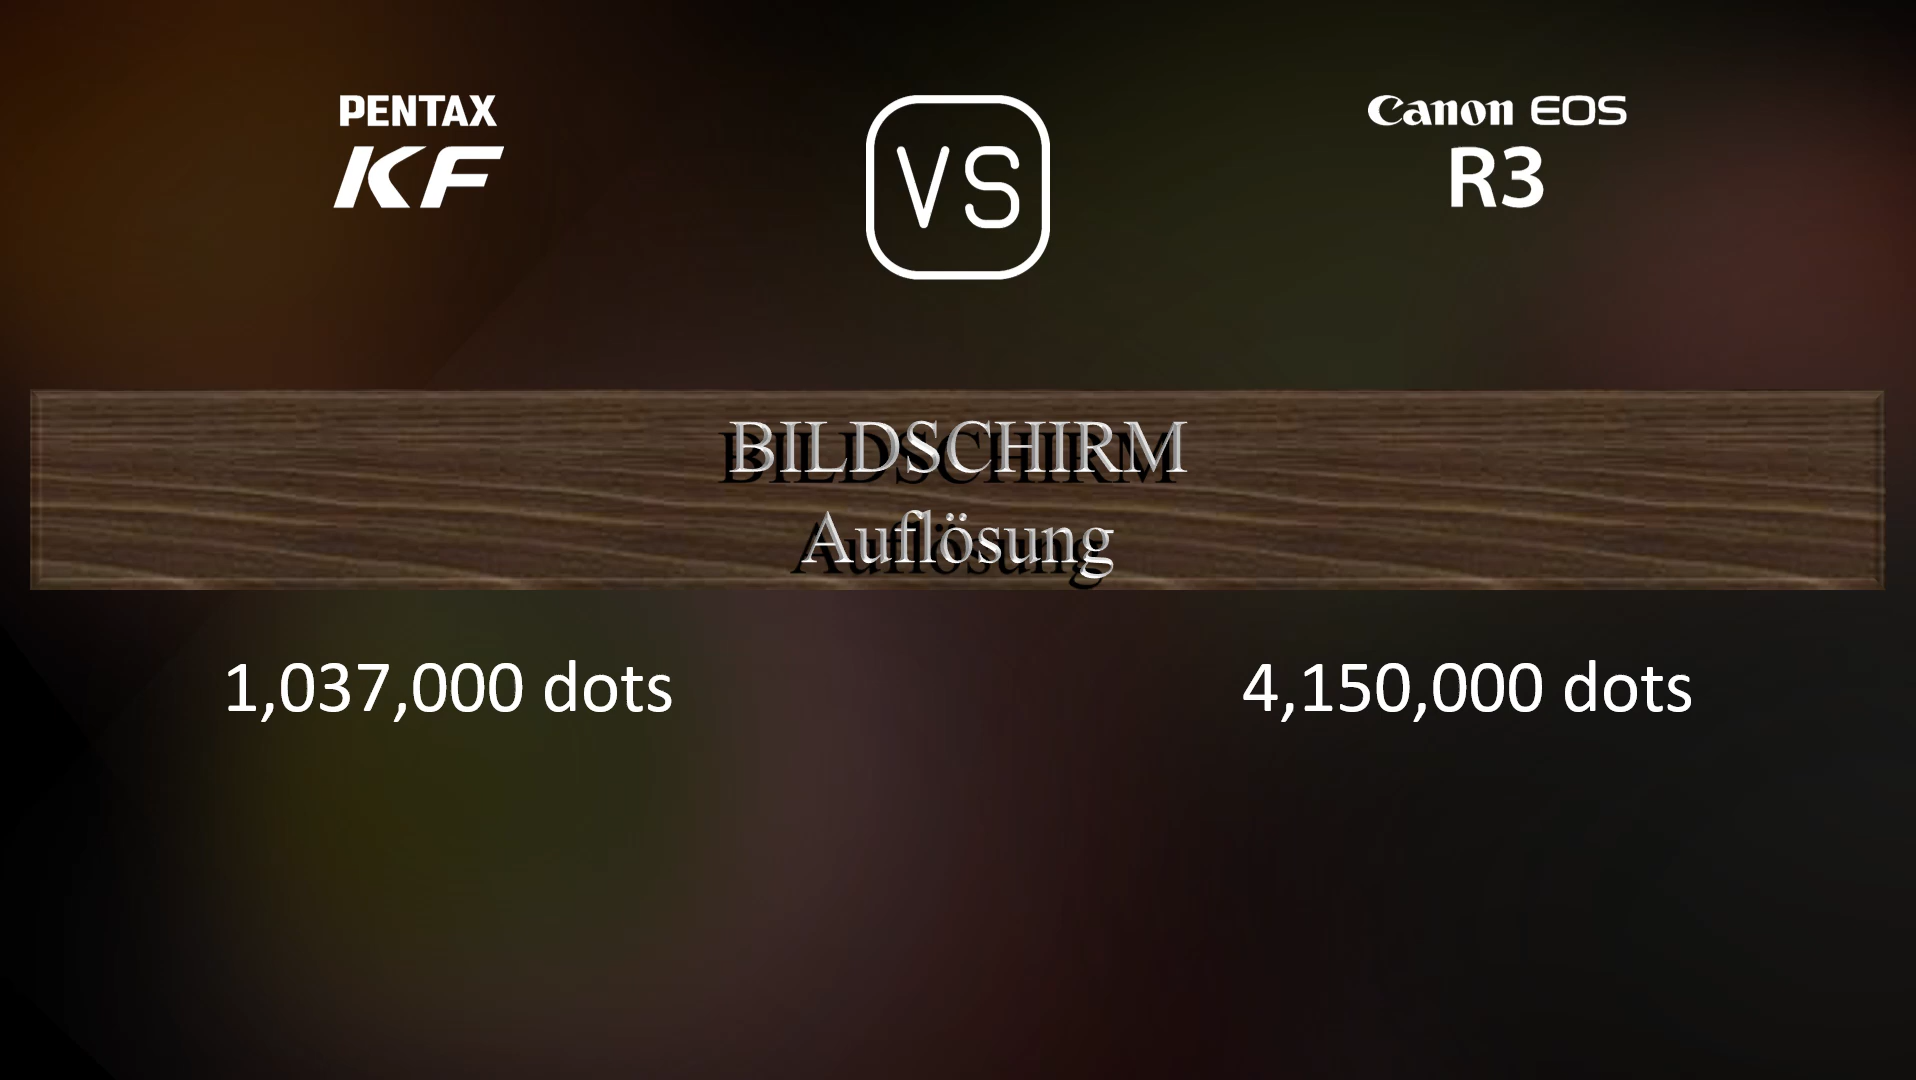 PENTAX
KF
VS
Canon EOS
R3
BILDSCHIRM
Auflösung
1,037,000 dots
4,150,000 dots